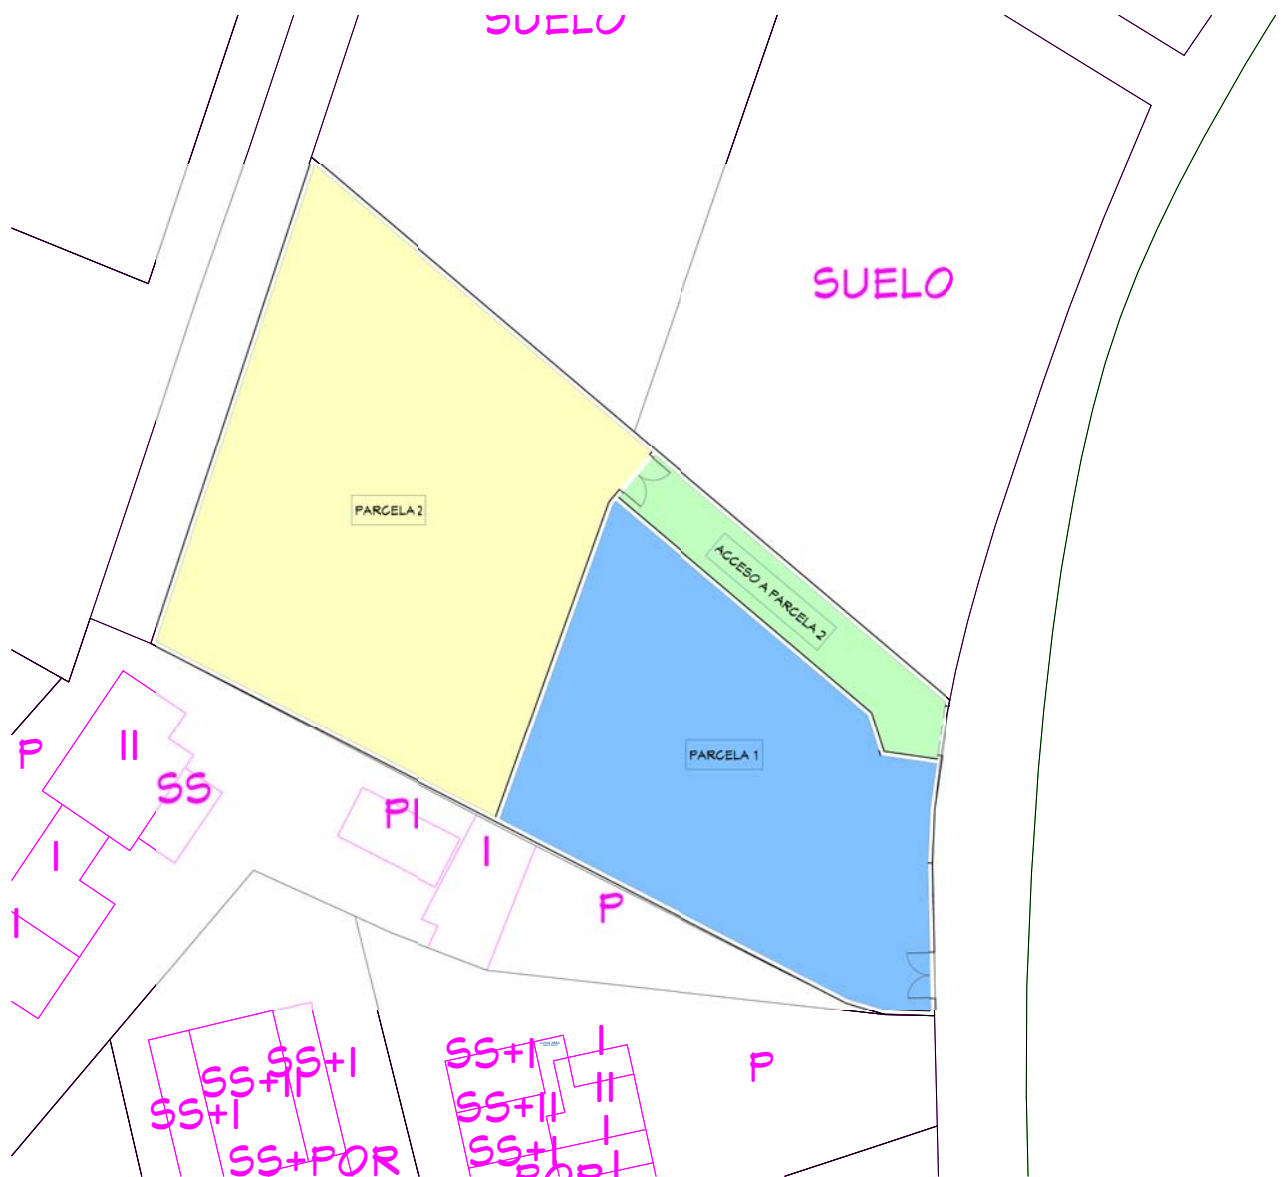 SUELO
SUELO
PARCELA 2
ACCESO A PARCELA 2
P
II
SS
PARCELA 1
PI
I
I
P
I
SS+I
SS+II
SS+I
SS+POR
SS+I
I
II
SS+II
I
SS+I
POR
I
P